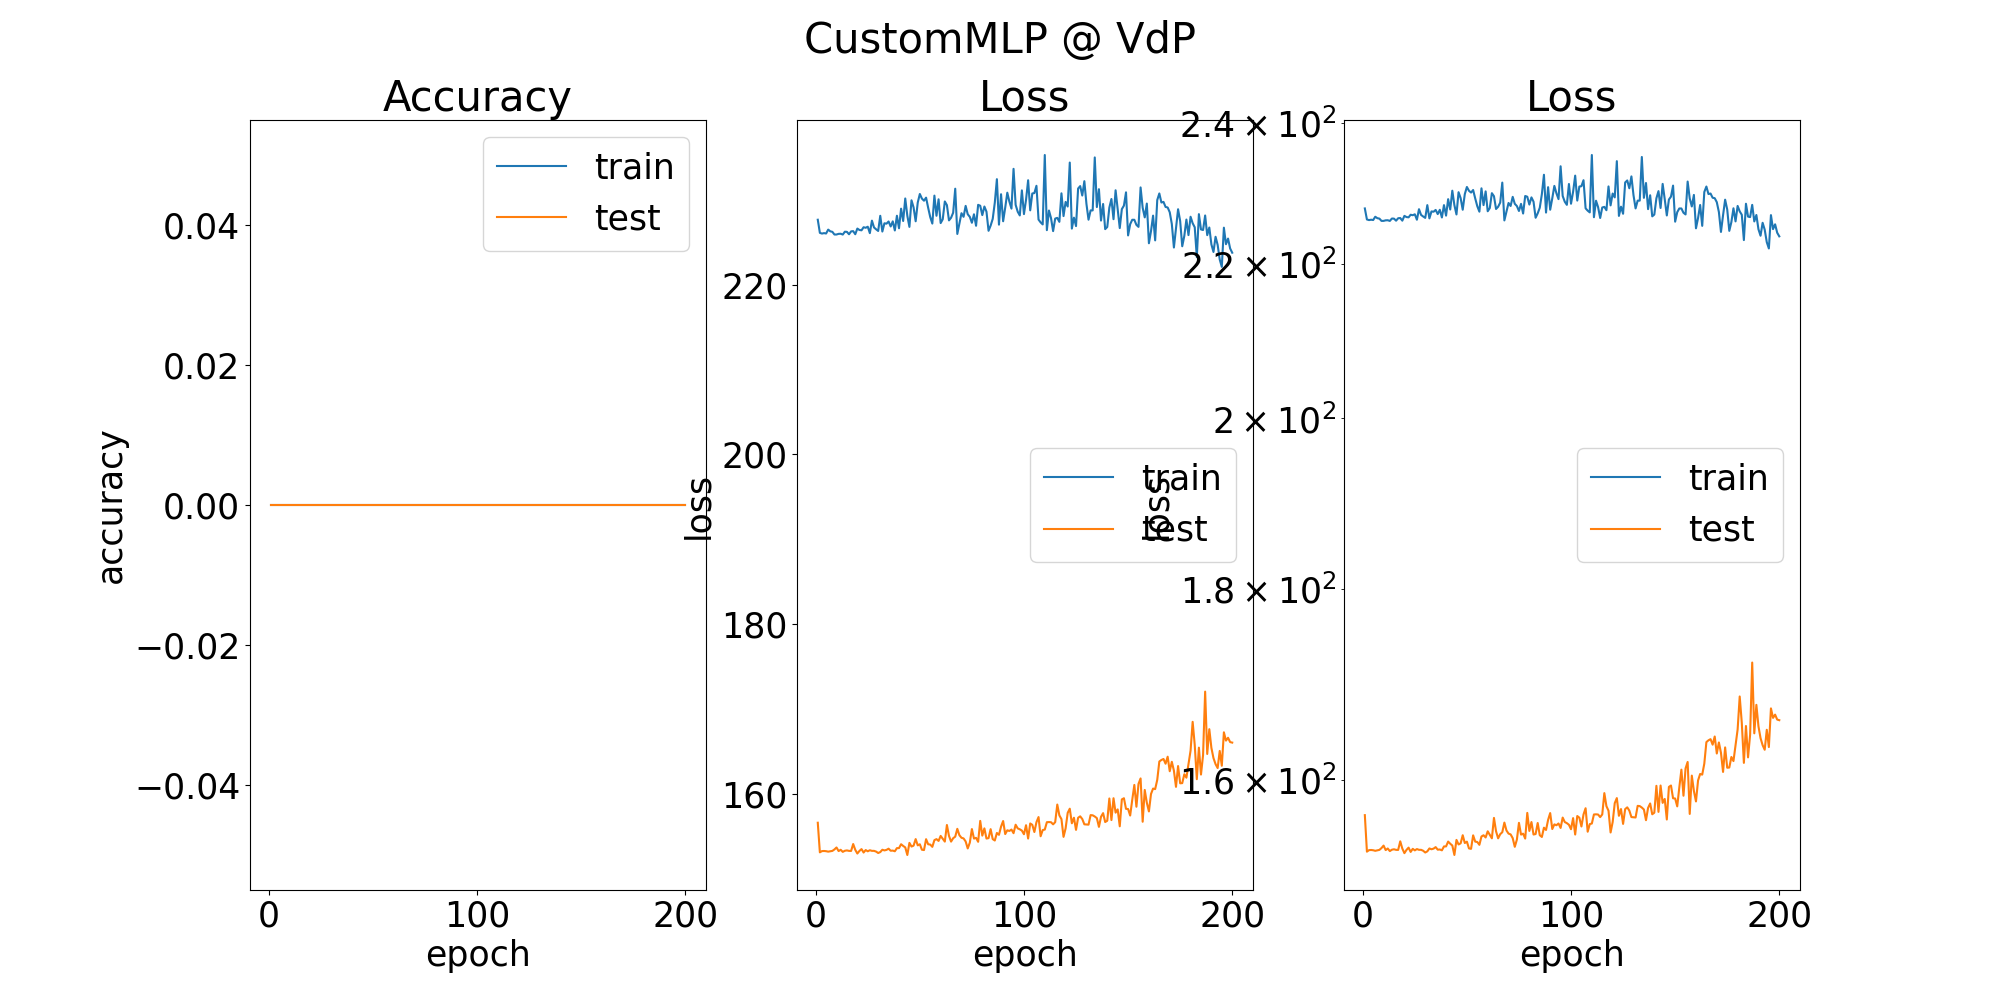 CustomMLP @ VdP
Accuracy
train
test
0.04
0.02
0.00
−0.02
−0.04
accuracy
0
100
200
epoch
Loss
220
200
180
160
loss
train
test
0
100
200
epoch
Loss
2.4 × 10²
2.2 × 10²
2 × 10²
1.8 × 10²
1.6 × 10²
loss
train
test
0
100
200
epoch